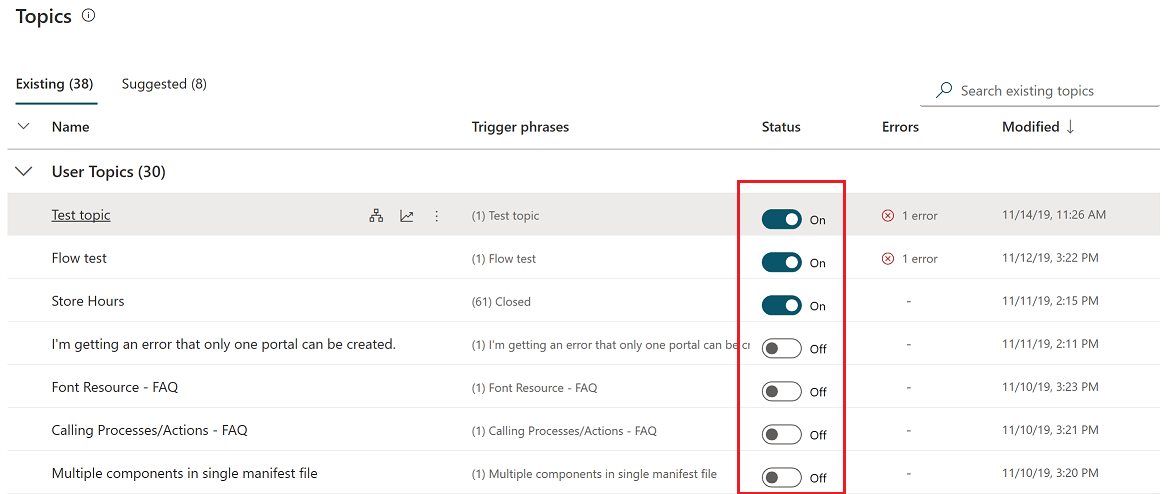 Topics
Existing (38) Suggested (8) Search existing topics
Name Trigger phrases Status Errors Modified ↓
User Topics (30)
Test topic (1) Test topic On 1 error 11/14/19, 11:26 AM
Flow test (1) Flow test On 1 error 11/12/19, 3:22 PM
Store Hours (61) Closed On - 11/11/19, 2:15 PM
I'm getting an error that only one portal can be created. (1) I'm getting an error that only one portal can be cr Off - 11/11/19, 2:11 PM
Font Resource - FAQ (1) Font Resource - FAQ Off - 11/10/19, 3:23 PM
Calling Processes/Actions - FAQ (1) Calling Processes/Actions - FAQ Off - 11/10/19, 3:21 PM
Multiple components in single manifest file (1) Multiple components in single manifest file Off - 11/10/19, 3:20 PM